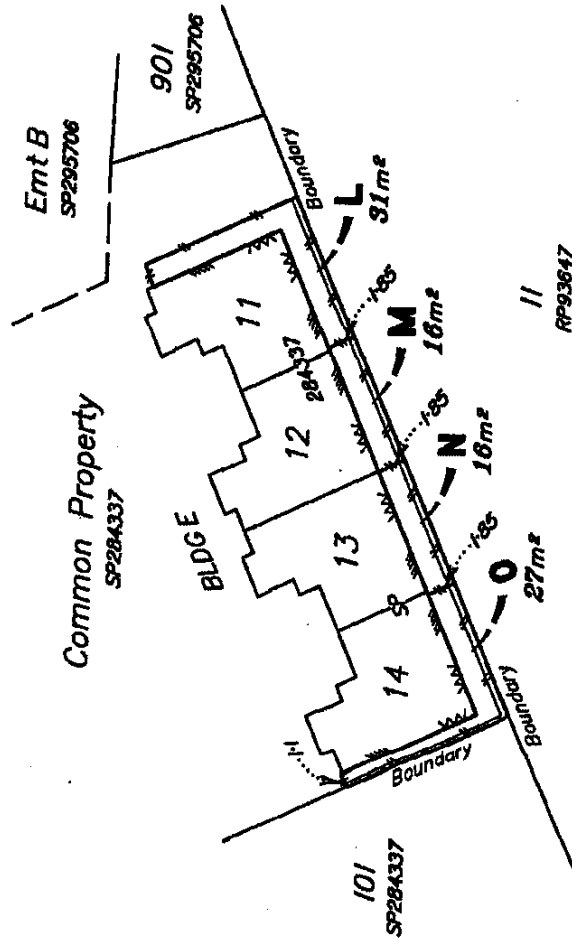 Emt B
SP295706
901
SP295706
Common Property
SP284337
BLDG E
11
12
13
14
SP
284337
Boundary
L
31m²
1·85
M
16m²
1·85
N
16m²
1·85
O
27m²
1·1
Boundary
Boundary
101
SP284337
11
RP93647